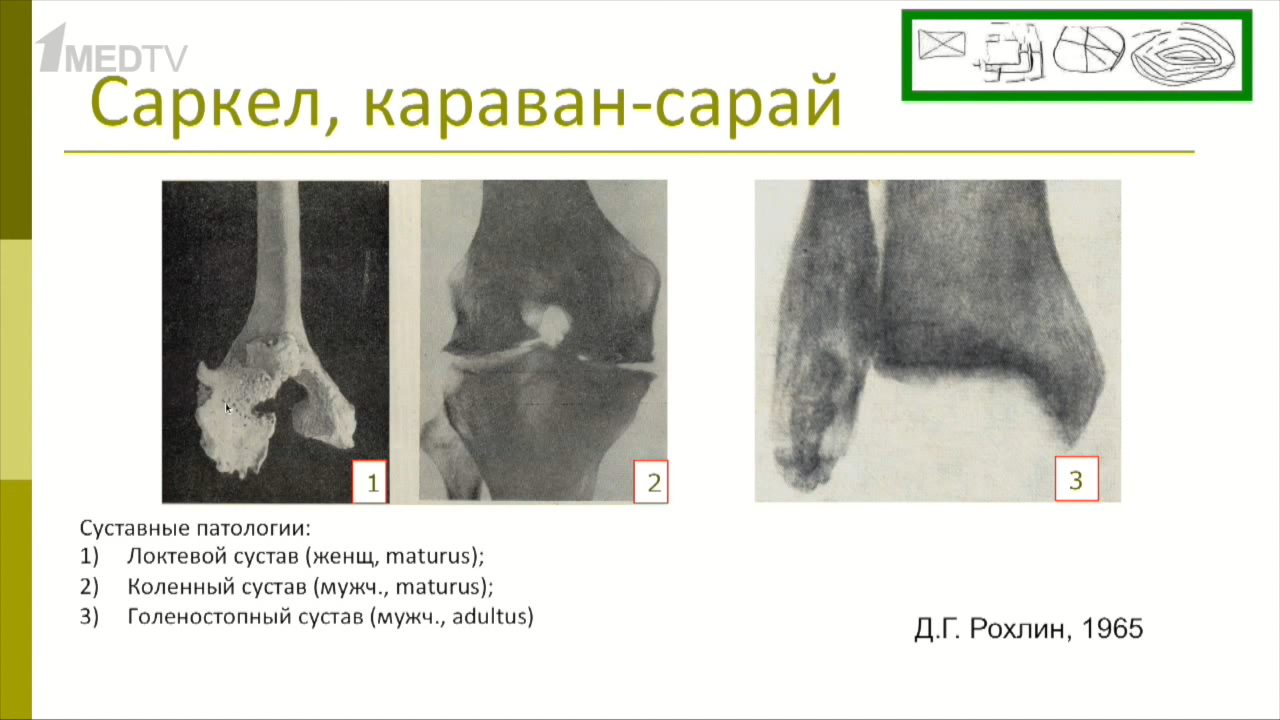 1MEDTV
Саркел, караван-сарай
1
2
3
Суставные патологии:
1) Локтевой сустав (женщ, maturus);
2) Коленный сустав (мужч., maturus);
3) Голеностопный сустав (мужч., adultus)
Д.Г. Рохлин, 1965